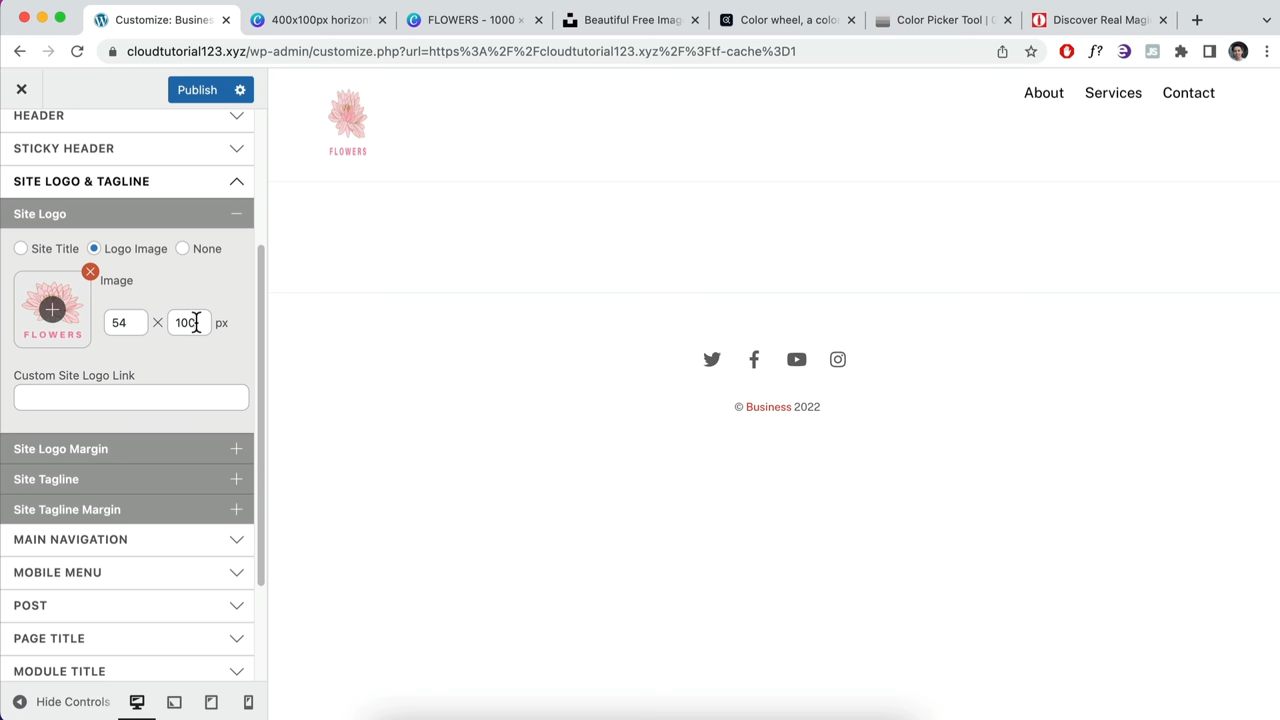 Customize: Busines
400x100px horizon
FLOWERS - 1000 ×
Beautiful Free Imag
Color wheel, a colo
Color Picker Tool | C
Discover Real Magi
cloudtutorial123.xyz/wp-admin/customize.php?url=https%3A%2F%2Fcloudtutorial123.xyz%2F%3Ftf-cache%3D1
f?
JS
Publish
HEADER
STICKY HEADER
SITE LOGO & TAGLINE
Site Logo
Site Title
Logo Image
None
FLOWERS
Image
54 × 100 px
Custom Site Logo Link
Site Logo Margin
Site Tagline
Site Tagline Margin
MAIN NAVIGATION
MOBILE MENU
POST
PAGE TITLE
MODULE TITLE
Hide Controls
FLOWERS
About Services Contact
© Business 2022